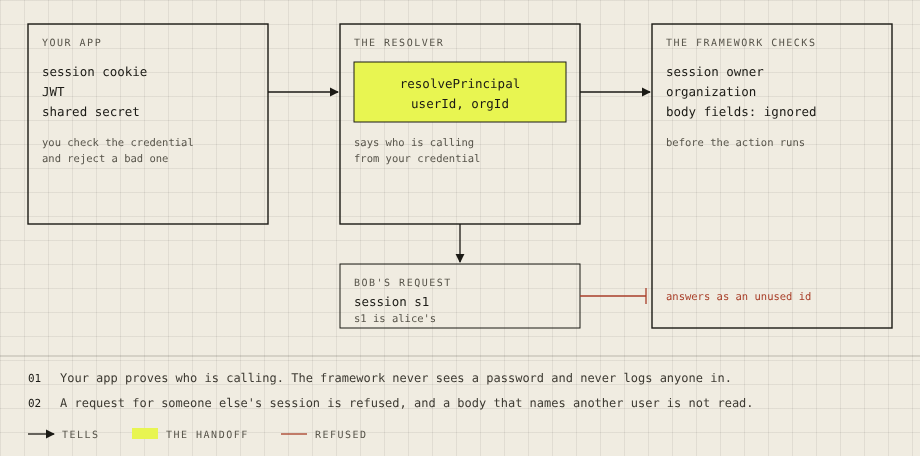 YOUR APP
session cookie
JWT
shared secret
you check the credential
and reject a bad one
THE RESOLVER
resolvePrincipal
userId, orgId
says who is calling
from your credential
THE FRAMEWORK CHECKS
session owner
organization
body fields: ignored
before the action runs
BOB'S REQUEST
session s1
s1 is alice's
answers as an unused id
01 Your app proves who is calling. The framework never sees a password and never logs anyone in.
02 A request for someone else's session is refused, and a body that names another user is not read.
TELLS THE HANDOFF REFUSED